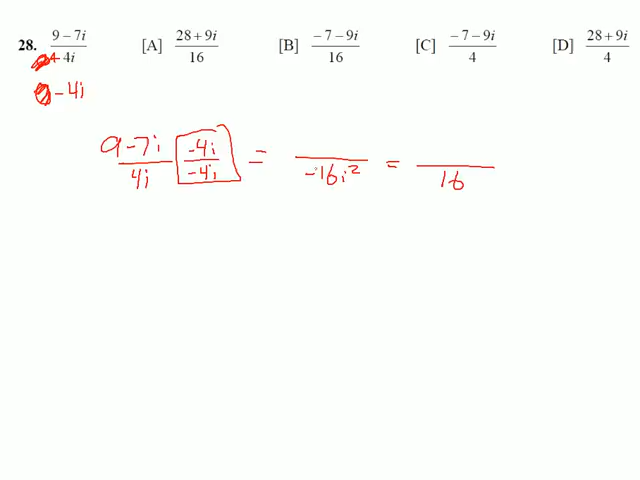 28. (9 − 7i)/(4i) [A] (28 + 9i)/16 [B] (−7 − 9i)/16 [C] (−7 − 9i)/4 [D] (28 + 9i)/4
- 4i
(9 - 7i)/(4i) (-4i)/(-4i) = /(-16i²) = /16